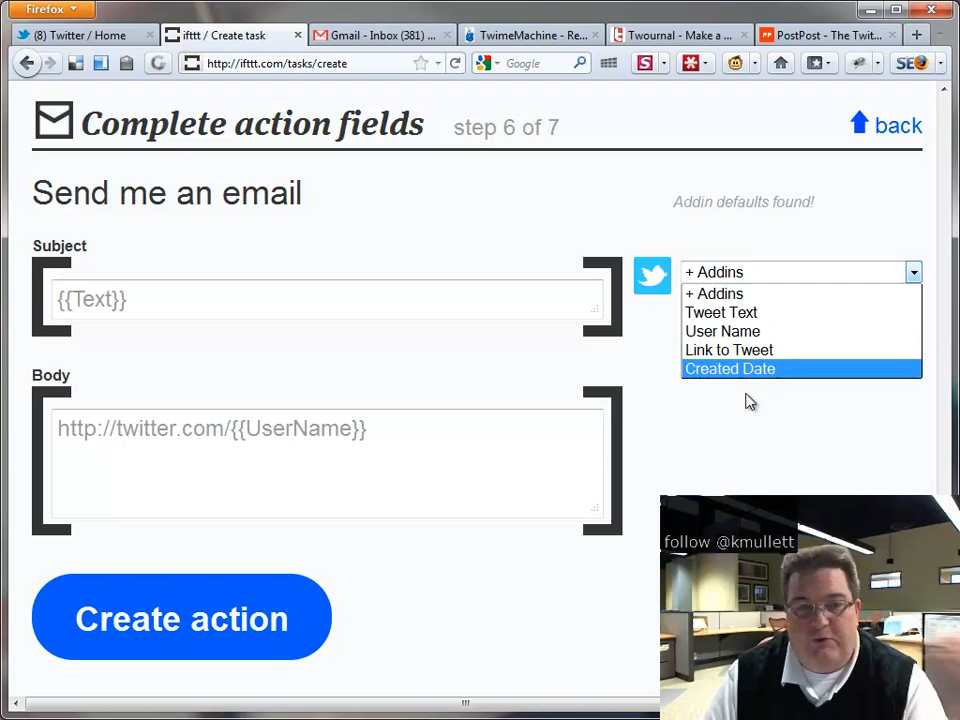 Firefox
(8) Twitter / Home
ifttt / Create task
Gmail - Inbox (381) ...
TwimeMachine - Re...
Twournal - Make a ...
PostPost - The Twit...
http://ifttt.com/tasks/create
Google
SEO
Complete action fields step 6 of 7
back
Send me an email
Addin defaults found!
Subject
+ Addins
{{Text}}
+ Addins
Tweet Text
User Name
Link to Tweet
Created Date
Body
http://twitter.com/{{UserName}}
follow @kmullett
Create action